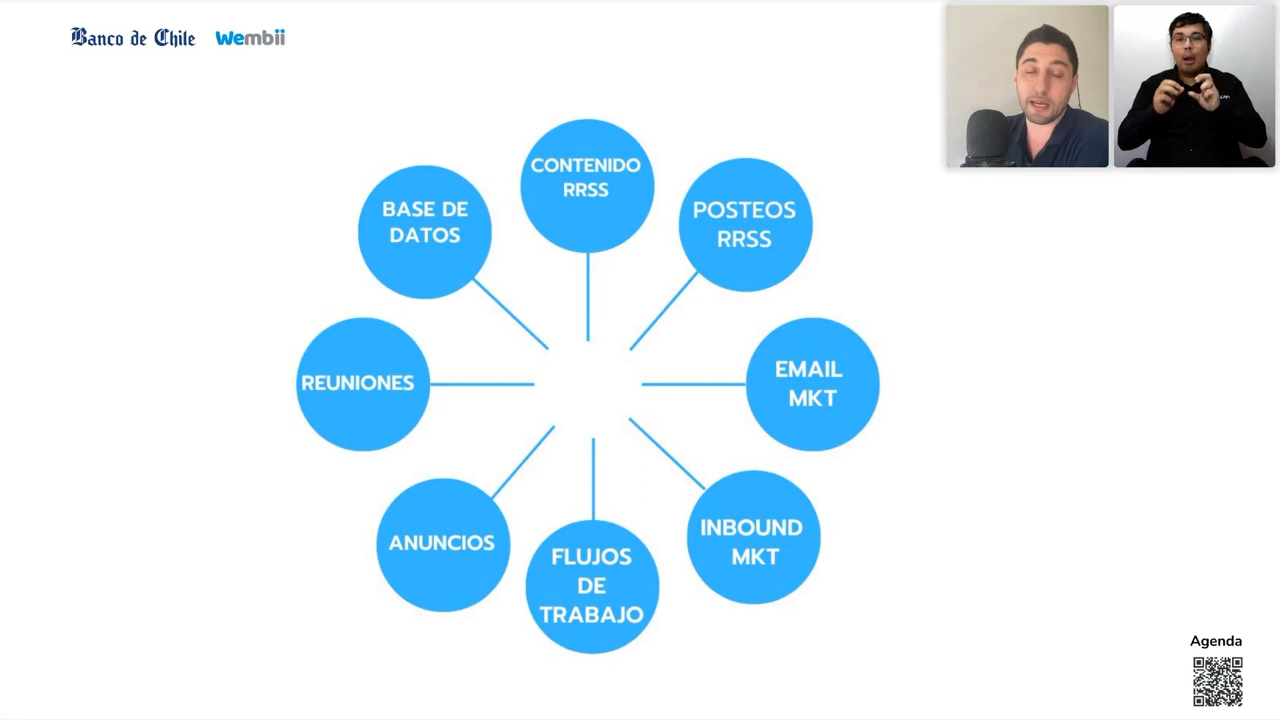 Banco de Chile Wembii
CONTENIDO
RRSS
BASE DE
DATOS
POSTEOS
RRSS
REUNIONES
EMAIL
MKT
ANUNCIOS
FLUJOS
DE
TRABAJO
INBOUND
MKT
Agenda